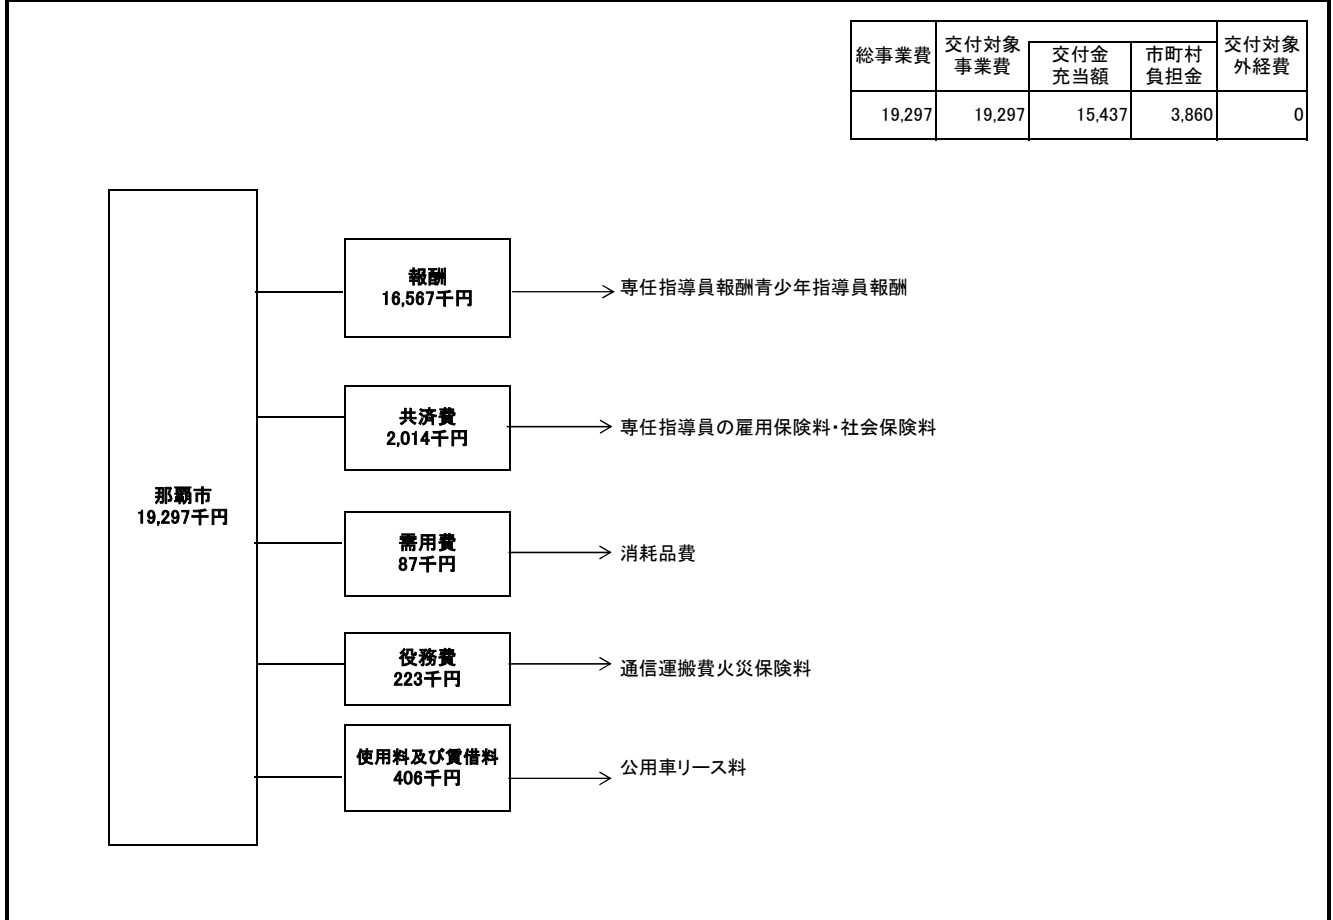 総事業費
交付対象
事業費
交付金
充当額
市町村
負担金
交付対象
外経費
19,297
19,297
15,437
3,860
0
那覇市
19,297千円
報酬
16,567千円
専任指導員報酬青少年指導員報酬
共済費
2,014千円
専任指導員の雇用保険料・社会保険料
需用費
87千円
消耗品費
役務費
223千円
通信運搬費火災保険料
使用料及び賃借料
406千円
公用車リース料